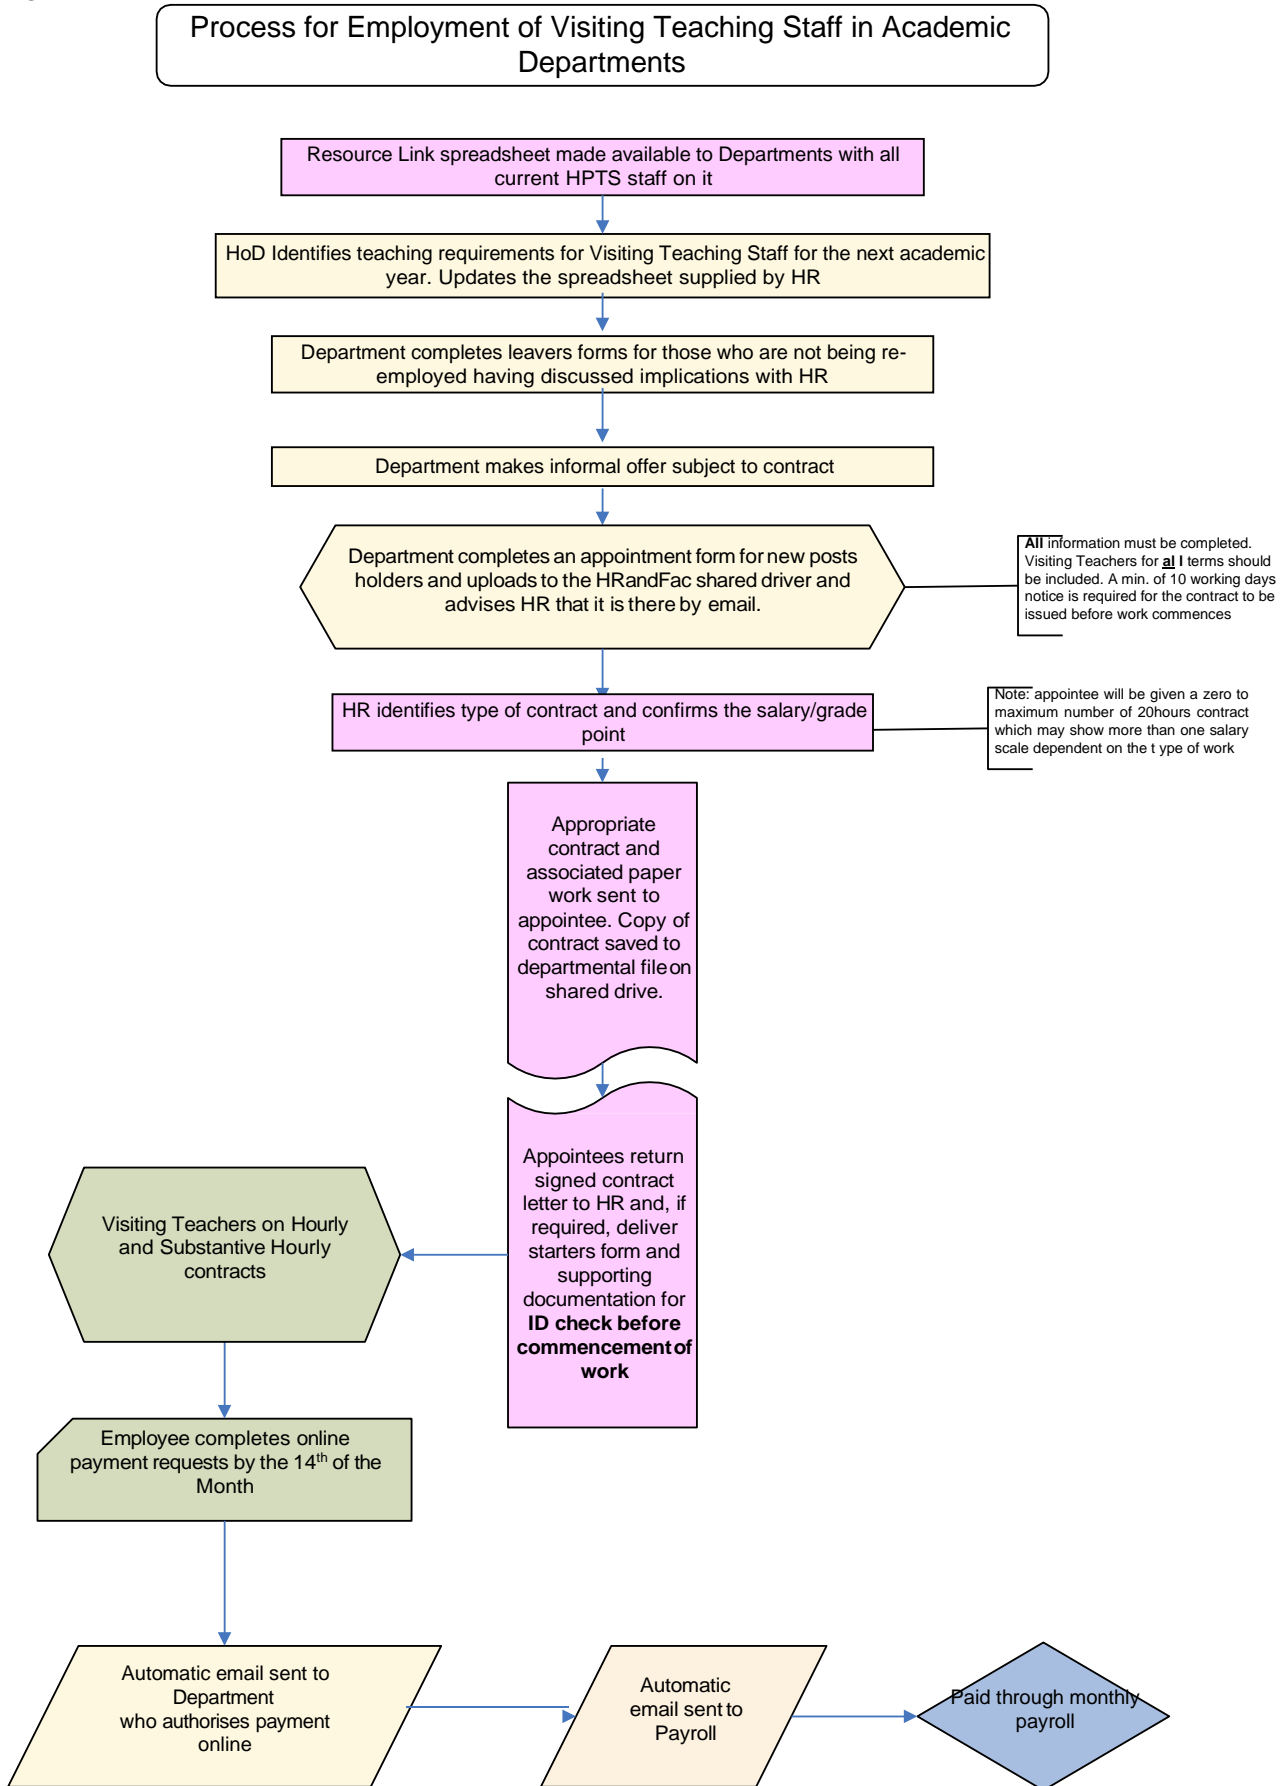 Process for Employment of Visiting Teaching Staff in Academic
Departments
Resource Link spreadsheet made available to Departments with all
current HPTS staff on it
HoD Identifies teaching requirements for Visiting Teaching Staff for the next academic
year. Updates the spreadsheet supplied by HR
Department completes leavers forms for those who are not being re-
employed having discussed implications with HR
Department makes informal offer subject to contract
Department completes an appointment form for new posts
holders and uploads to the HRandFac shared driver and
advises HR that it is there by email.
All information must be completed.
Visiting Teachers for al l terms should
be included. A min. of 10 working days
notice is required for the contract to be
issued before work commences
HR identifies type of contract and confirms the salary/grade
point
Note: appointee will be given a zero to
maximum number of 20hours contract
which may show more than one salary
scale dependent on the t ype of work
Appropriate
contract and
associated paper
work sent to
appointee. Copy of
contract saved to
departmental file on
shared drive.
Appointees return
signed contract
letter to HR and, if
required, deliver
starters form and
supporting
documentation for
ID check before
commencement of
work
Visiting Teachers on Hourly
and Substantive Hourly
contracts
Employee completes online
payment requests by the 14th of the
Month
Automatic email sent to
Department
who authorises payment
online
Automatic
email sent to
Payroll
Paid through monthly
payroll